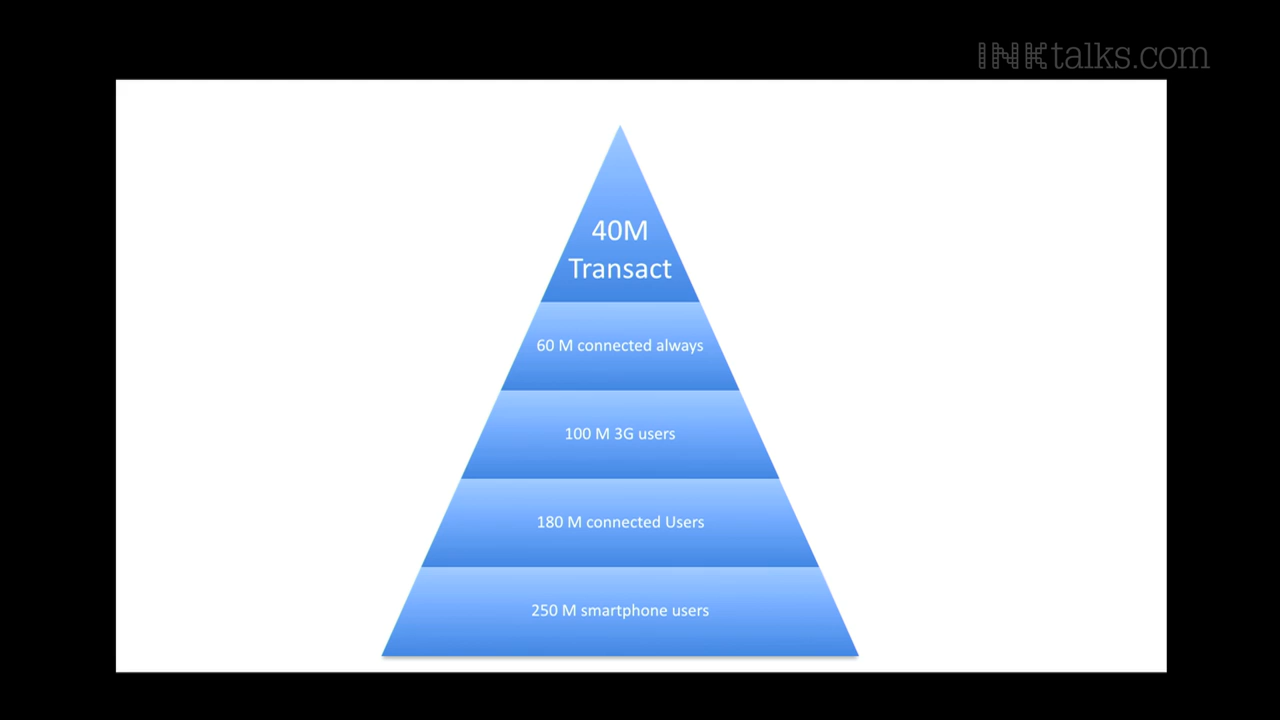 INKtalks.com
40M
Transact
60 M connected always
100 M 3G users
180 M connected Users
250 M smartphone users